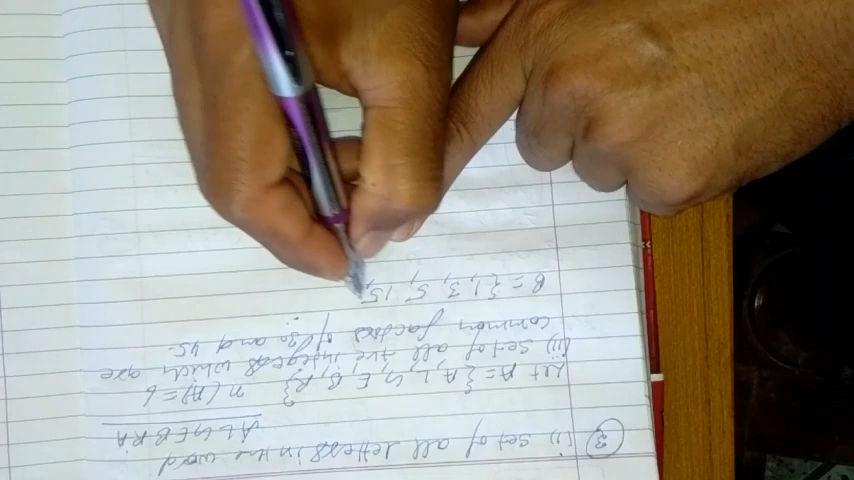 ③ (i) Set of all letters in the word
ALGEBRA
Let A = {A, L, G, E, B, R} n(A) = 6
(ii) Set of all +ve integers which are
common factors of 30 and 45.
B = {1, 3, 5, 15,